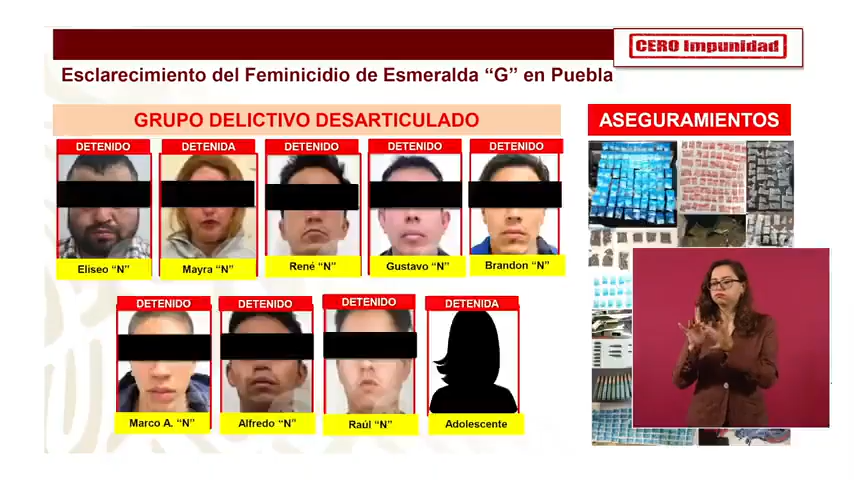 CERO Impunidad
Esclarecimiento del Feminicidio de Esmeralda “G” en Puebla
GRUPO DELICTIVO DESARTICULADO
ASEGURAMIENTOS
DETENIDO
DETENIDA
DETENIDO
DETENIDO
DETENIDO
Eliseo “N”
Mayra “N”
René “N”
Gustavo “N”
Brandon “N”
DETENIDO
DETENIDO
DETENIDO
DETENIDA
Marco A. “N”
Alfredo “N”
Raúl “N”
Adolescente